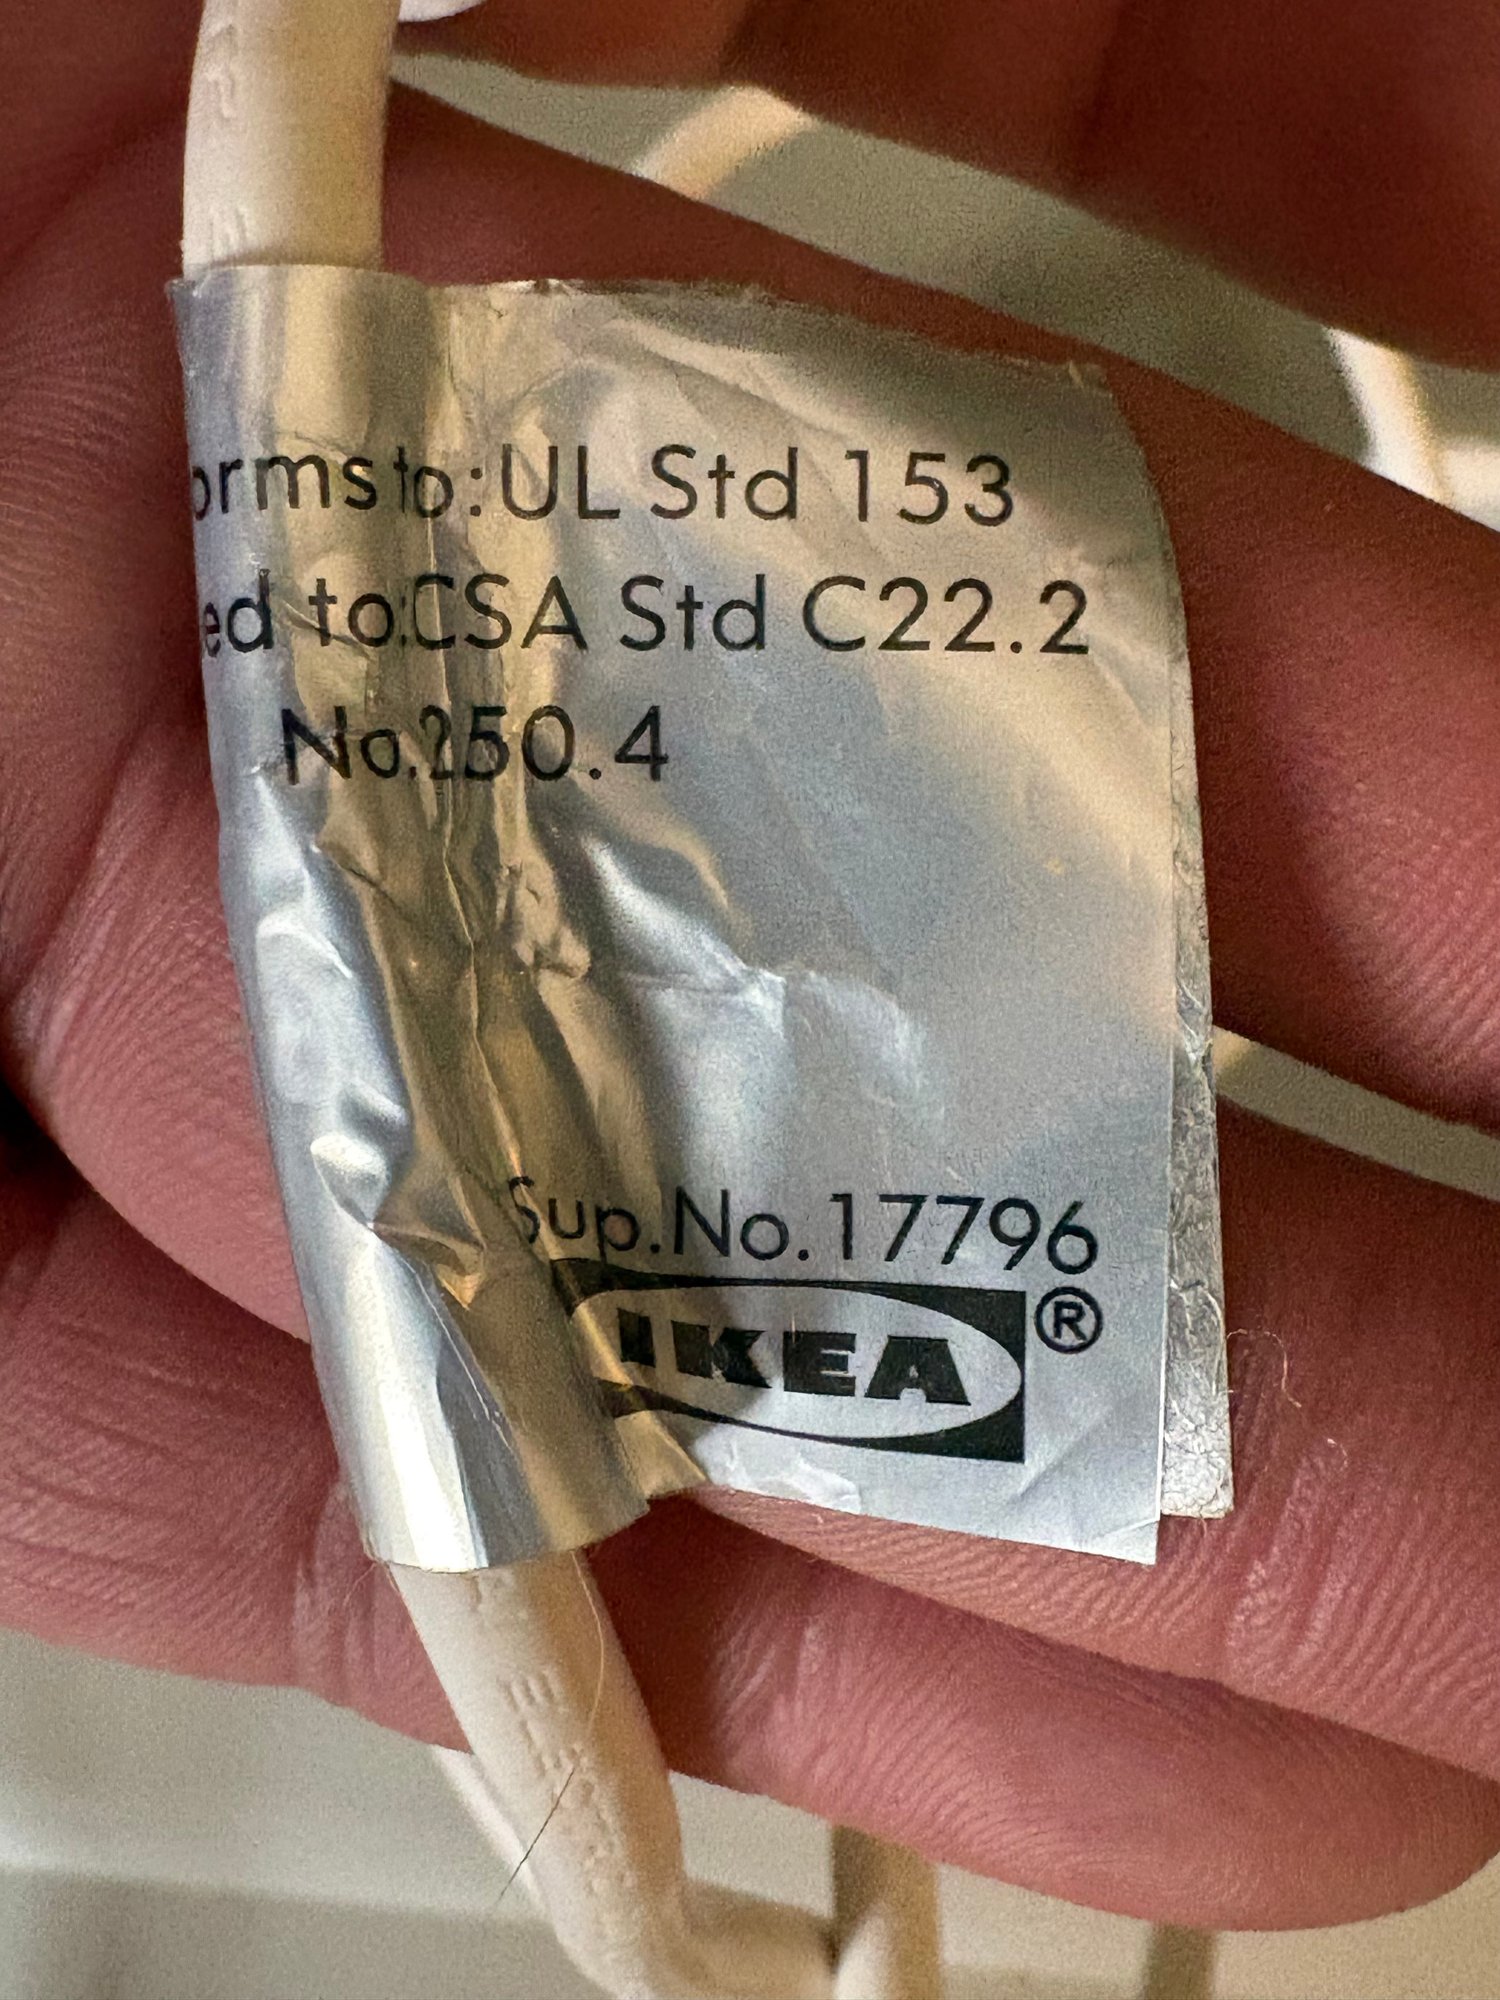 orms to: UL Std 153
ed to: CSA Std C22.2
No. 250.4
Sup. No. 17796
IKEA®